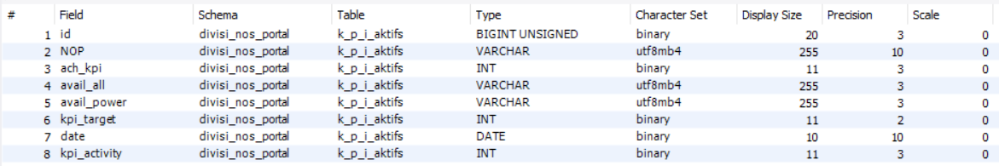 # Field Schema Table Type Character Set Display Size Precision Scale
1 id divisi_nos_portal k_p_i_aktifs BIGINT UNSIGNED binary 20 3 0
2 NOP divisi_nos_portal k_p_i_aktifs VARCHAR utf8mb4 255 10 0
3 ach_kpi divisi_nos_portal k_p_i_aktifs INT binary 11 3 0
4 avail_all divisi_nos_portal k_p_i_aktifs VARCHAR utf8mb4 255 3 0
5 avail_power divisi_nos_portal k_p_i_aktifs VARCHAR utf8mb4 255 3 0
6 kpi_target divisi_nos_portal k_p_i_aktifs INT binary 11 2 0
7 date divisi_nos_portal k_p_i_aktifs DATE binary 10 10 0
8 kpi_activity divisi_nos_portal k_p_i_aktifs INT binary 11 3 0